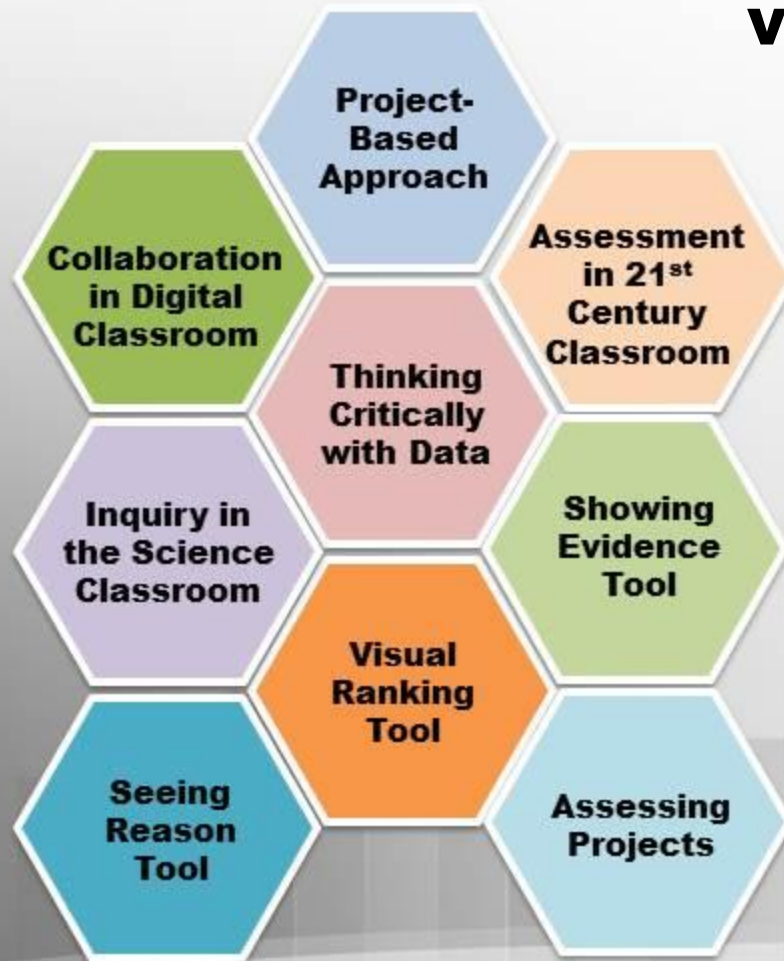 v
Project-
Based
Approach
Collaboration
in Digital
Classroom
Assessment
in 21st
Century
Classroom
Thinking
Critically
with Data
Inquiry in
the Science
Classroom
Showing
Evidence
Tool
Visual
Ranking
Tool
Seeing
Reason
Tool
Assessing
Projects